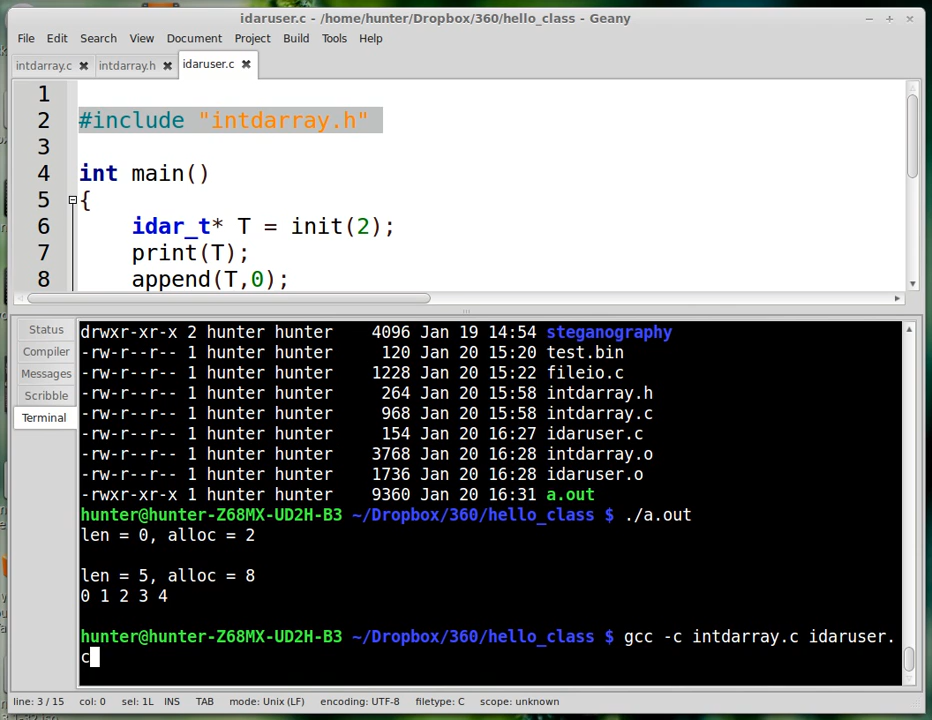 idaruser.c - /home/hunter/Dropbox/360/hello_class - Geany
File Edit Search View Document Project Build Tools Help
intdarray.c intdarray.h idaruser.c
1
2 #include "intdarray.h"
3
4 int main()
5 {
6 idar_t* T = init(2);
7 print(T);
8 append(T,0);
Status
Compiler
Messages
Scribble
Terminal
drwxr-xr-x 2 hunter hunter 4096 Jan 19 14:54 steganography
-rw-r--r-- 1 hunter hunter 120 Jan 20 15:20 test.bin
-rw-r--r-- 1 hunter hunter 1228 Jan 20 15:22 fileio.c
-rw-r--r-- 1 hunter hunter 264 Jan 20 15:58 intdarray.h
-rw-r--r-- 1 hunter hunter 968 Jan 20 15:58 intdarray.c
-rw-r--r-- 1 hunter hunter 154 Jan 20 16:27 idaruser.c
-rw-r--r-- 1 hunter hunter 3768 Jan 20 16:28 intdarray.o
-rw-r--r-- 1 hunter hunter 1736 Jan 20 16:28 idaruser.o
-rwxr-xr-x 1 hunter hunter 9360 Jan 20 16:31 a.out
hunter@hunter-Z68MX-UD2H-B3 ~/Dropbox/360/hello_class $ ./a.out
len = 0, alloc = 2
len = 5, alloc = 8
0 1 2 3 4
hunter@hunter-Z68MX-UD2H-B3 ~/Dropbox/360/hello_class $ gcc -c intdarray.c idaruser.
c
line: 3 / 15 col: 0 sel: 1L INS TAB mode: Unix (LF) encoding: UTF-8 filetype: C scope: unknown